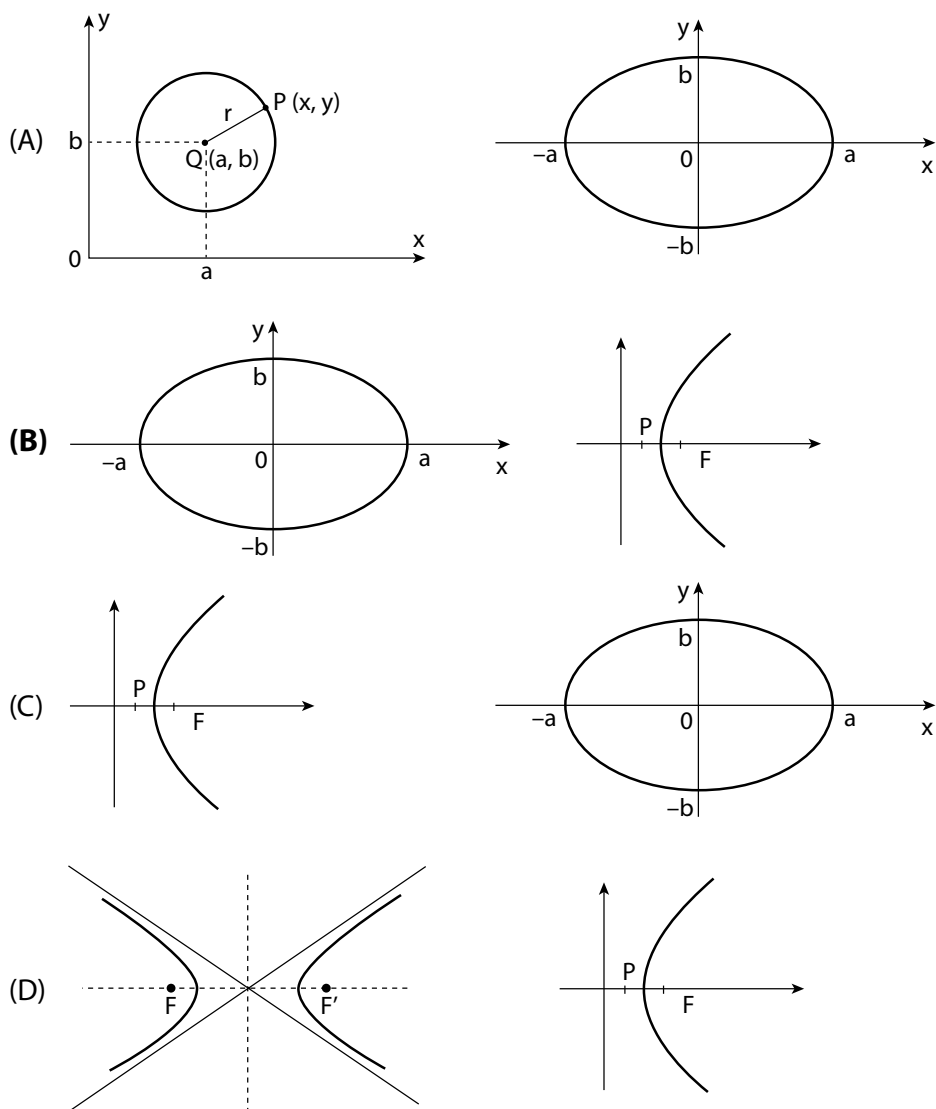 (A)
y
P (x, y)
r
b
Q (a, b)
x
0
a
y
b
–a
0
a
x
–b
(B)
y
b
–a
0
a
x
–b
P
F
(C)
P
F
y
b
–a
0
a
x
–b
(D)
F
F’
P
F